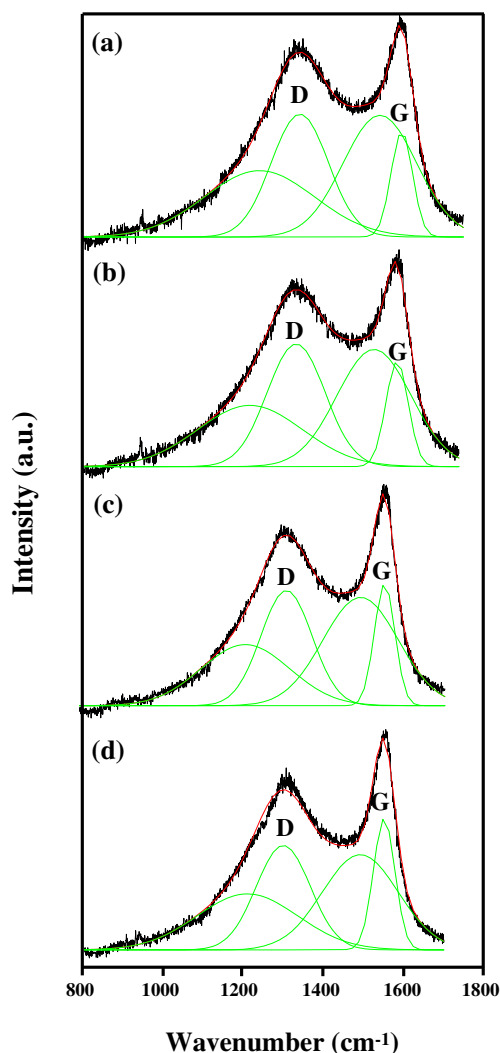 (a)
D
G
(b)
D
G
(c)
D
G
(d)
D
G
Intensity (a.u.)
800 1000 1200 1400 1600 1800
Wavenumber (cm-1)